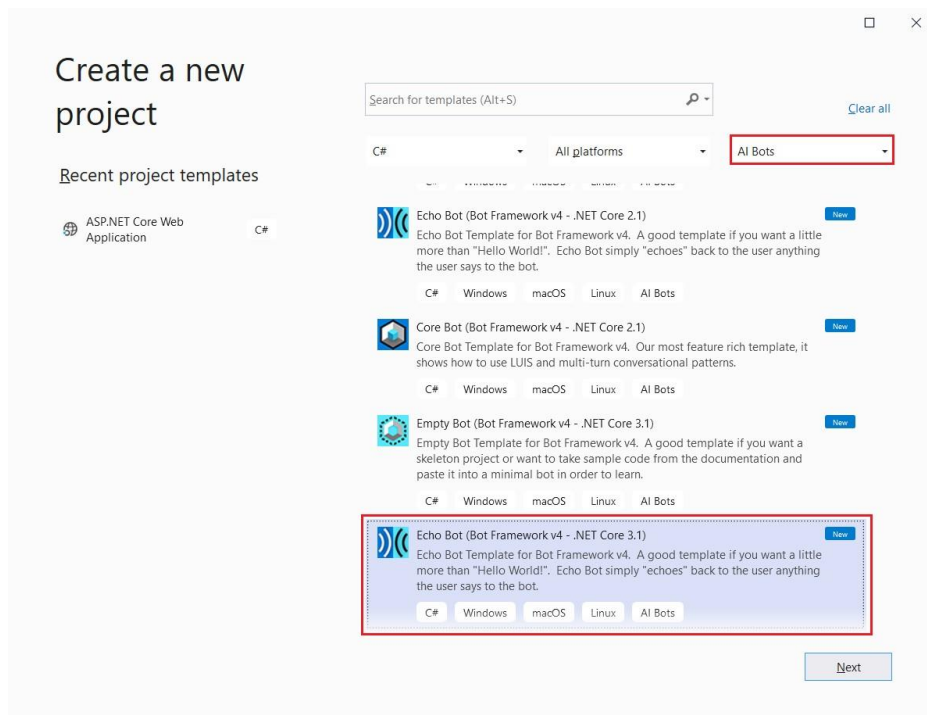 Create a new
project
Recent project templates
ASP.NET Core Web
Application
C#
Search for templates (Alt+S)
Clear all
C#
All platforms
AI Bots
Echo Bot (Bot Framework v4 - .NET Core 2.1)
New
Echo Bot Template for Bot Framework v4. A good template if you want a little
more than "Hello World!". Echo Bot simply "echoes" back to the user anything
the user says to the bot.
C# Windows macOS Linux AI Bots
Core Bot (Bot Framework v4 - .NET Core 2.1)
New
Core Bot Template for Bot Framework v4. Our most feature rich template, it
shows how to use LUIS and multi-turn conversational patterns.
C# Windows macOS Linux AI Bots
Empty Bot (Bot Framework v4 - .NET Core 3.1)
New
Empty Bot Template for Bot Framework v4. A good template if you want a
skeleton project or want to take sample code from the documentation and
paste it into a minimal bot in order to learn.
C# Windows macOS Linux AI Bots
Echo Bot (Bot Framework v4 - .NET Core 3.1)
New
Echo Bot Template for Bot Framework v4. A good template if you want a little
more than "Hello World!". Echo Bot simply "echoes" back to the user anything
the user says to the bot.
C# Windows macOS Linux AI Bots
Next